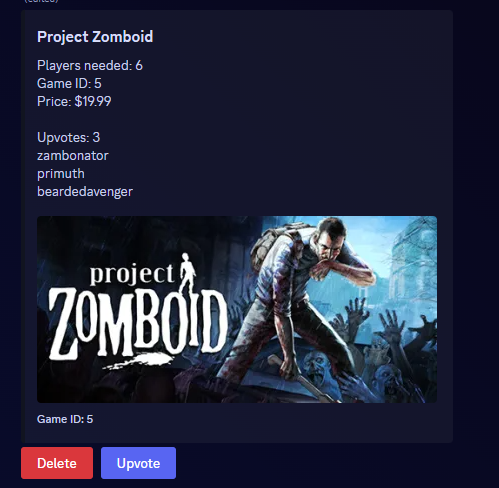 (edited)
Project Zomboid
Players needed: 6
Game ID: 5
Price: $19.99
Upvotes: 3
zambonator
primuth
beardedavenger
project
ZOMBOID
Game ID: 5
Delete
Upvote